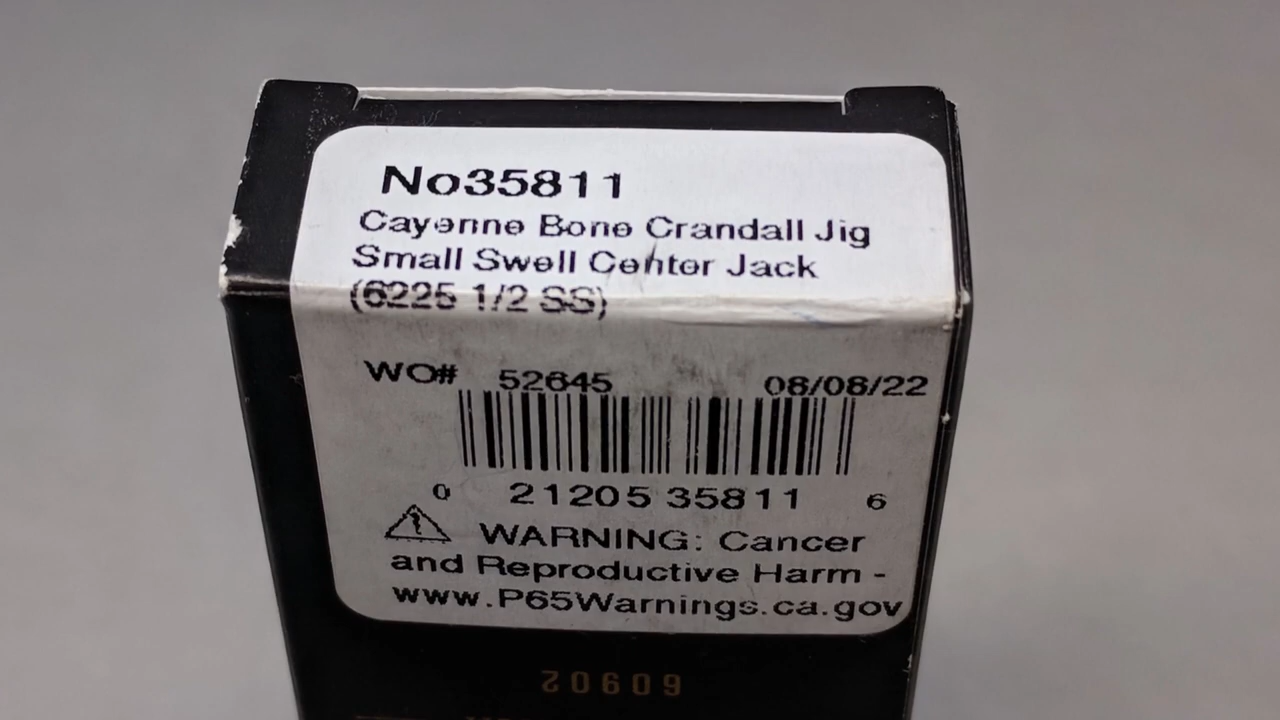 No35811
Cayenne Bone Crandall Jig
Small Swell Center Jack
(6225 1/2 SS)
WO# 52645 08/08/22
0 21205 35811 6
WARNING: Cancer
and Reproductive Harm -
www.P65Warnings.ca.gov
60902